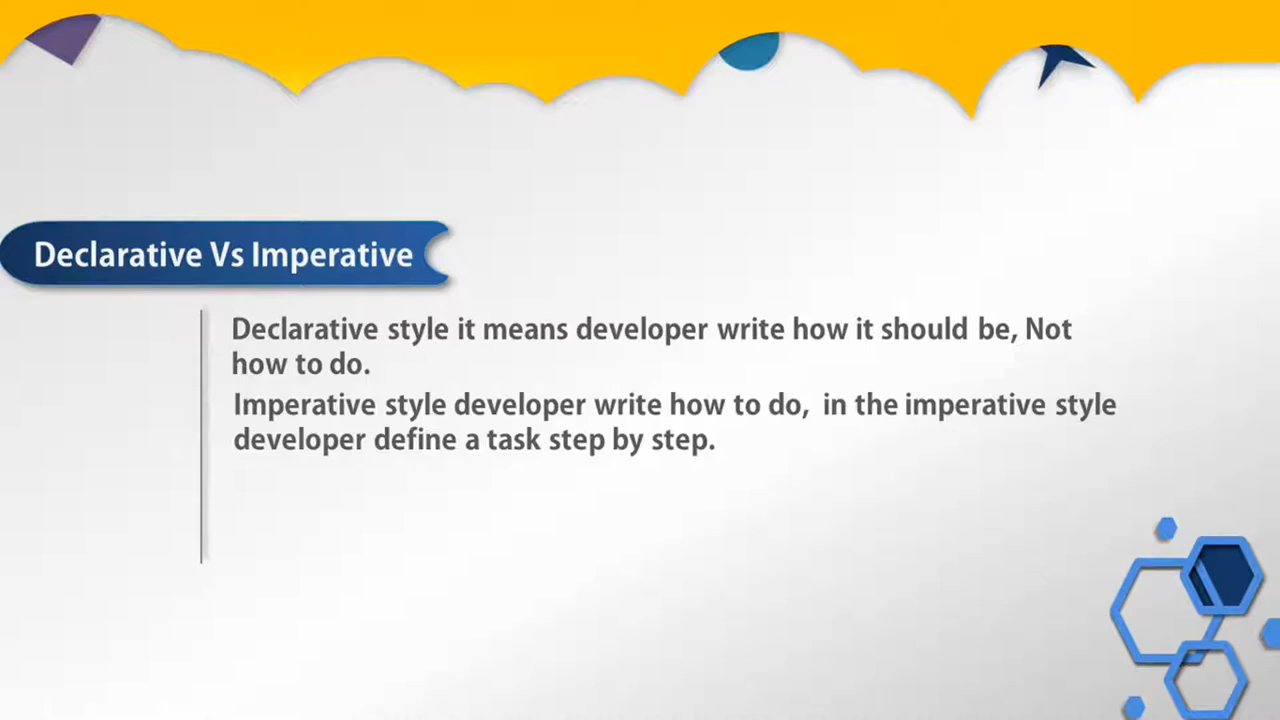 Declarative Vs Imperative
Declarative style it means developer write how it should be, Not
how to do.
Imperative style developer write how to do, in the imperative style
developer define a task step by step.